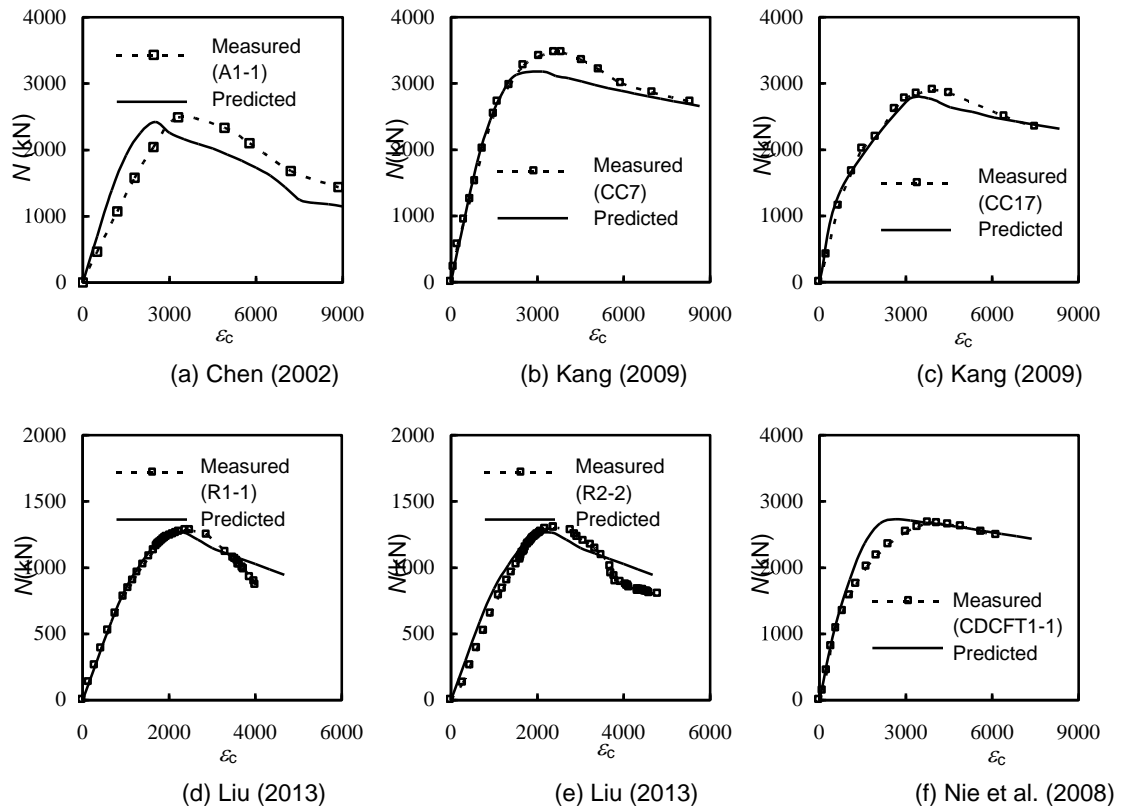 4000
3000
2000
1000
0
N (kN)
Measured
(A1-1)
Predicted
0 3000 6000 9000
εc
(a) Chen (2002)
4000
3000
2000
1000
0
N(kN)
Measured
(CC7)
Predicted
0 3000 6000 9000
εc
(b) Kang (2009)
4000
3000
2000
1000
0
N(kN)
Measured
(CC17)
Predicted
0 3000 6000 9000
εc
(c) Kang (2009)
2000
1500
1000
500
0
N(kN)
Measured
(R1-1)
Predicted
0 2000 4000 6000
εc
(d) Liu (2013)
2000
1500
1000
500
0
N(kN)
Measured
(R2-2)
Predicted
0 2000 4000 6000
εc
(e) Liu (2013)
4000
3000
2000
1000
0
N(kN)
Measured
(CDCFT1-1)
Predicted
0 3000 6000 9000
εc
(f) Nie et al. (2008)